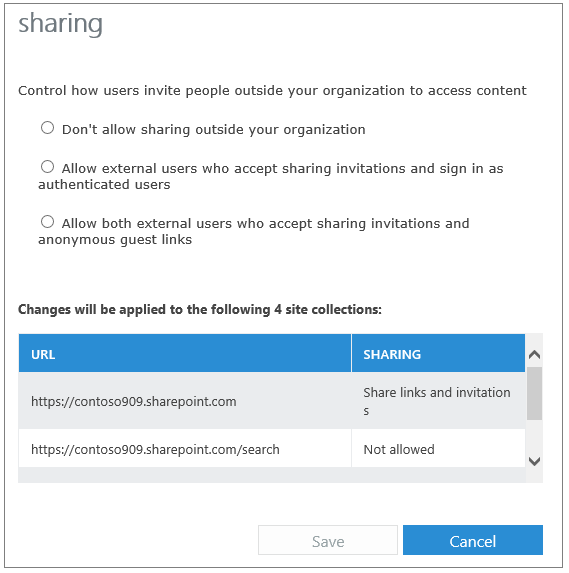 sharing
Control how users invite people outside your organization to access content
Don't allow sharing outside your organization
Allow external users who accept sharing invitations and sign in as
authenticated users
Allow both external users who accept sharing invitations and
anonymous guest links
Changes will be applied to the following 4 site collections:
URL SHARING
https://contoso909.sharepoint.com Share links and invitation
s
https://contoso909.sharepoint.com/search Not allowed
Save Cancel